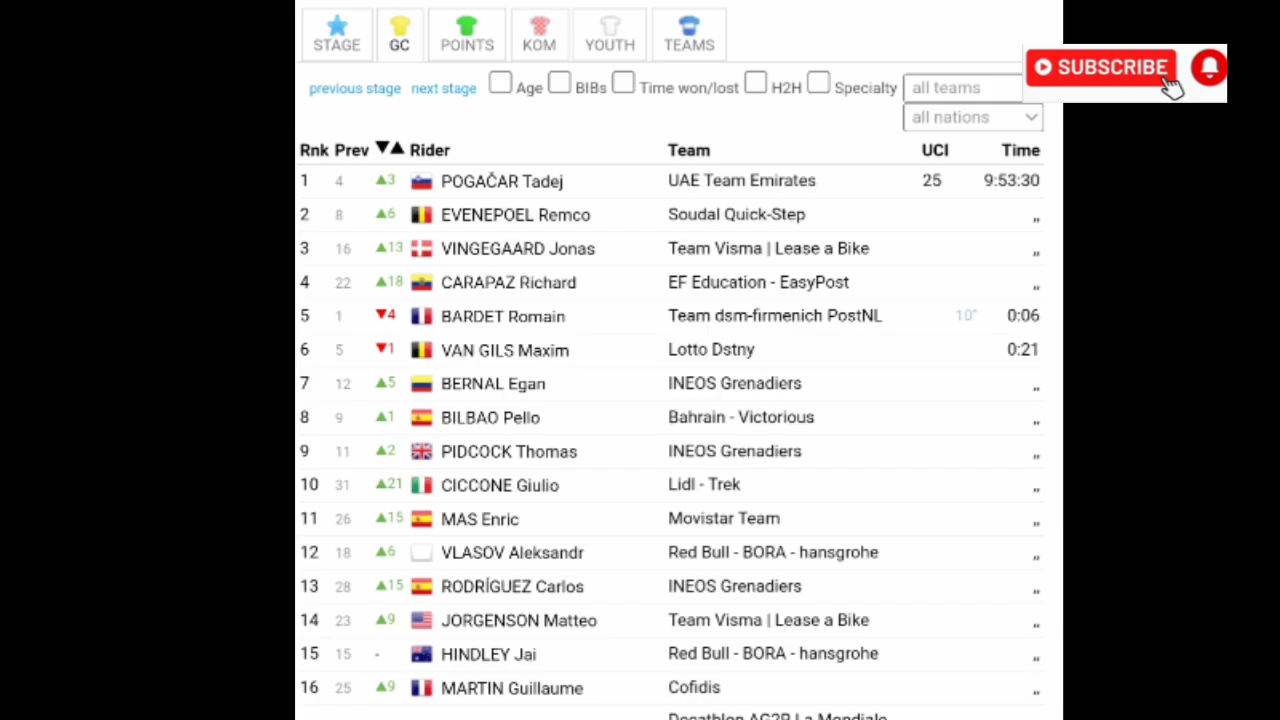 STAGE GC POINTS KOM YOUTH TEAMS
SUBSCRIBE
previous stage next stage Age BIBs Time won/lost H2H Specialty all teams
all nations
Rnk Prev ▼▲ Rider Team UCI Time
1 4 ▲3 POGAČAR Tadej UAE Team Emirates 25 9:53:30
2 8 ▲6 EVENEPOEL Remco Soudal Quick-Step ,,
3 16 ▲13 VINGEGAARD Jonas Team Visma | Lease a Bike ,,
4 22 ▲18 CARAPAZ Richard EF Education - EasyPost ,,
5 1 ▼4 BARDET Romain Team dsm-firmenich PostNL 10″ 0:06
6 5 ▼1 VAN GILS Maxim Lotto Dstny 0:21
7 12 ▲5 BERNAL Egan INEOS Grenadiers ,,
8 9 ▲1 BILBAO Pello Bahrain - Victorious ,,
9 11 ▲2 PIDCOCK Thomas INEOS Grenadiers ,,
10 31 ▲21 CICCONE Giulio Lidl - Trek ,,
11 26 ▲15 MAS Enric Movistar Team ,,
12 18 ▲6 VLASOV Aleksandr Red Bull - BORA - hansgrohe ,,
13 28 ▲15 RODRÍGUEZ Carlos INEOS Grenadiers ,,
14 23 ▲9 JORGENSON Matteo Team Visma | Lease a Bike ,,
15 15 - HINDLEY Jai Red Bull - BORA - hansgrohe ,,
16 25 ▲9 MARTIN Guillaume Cofidis ,,
Decathlon AG2R La Mondiale